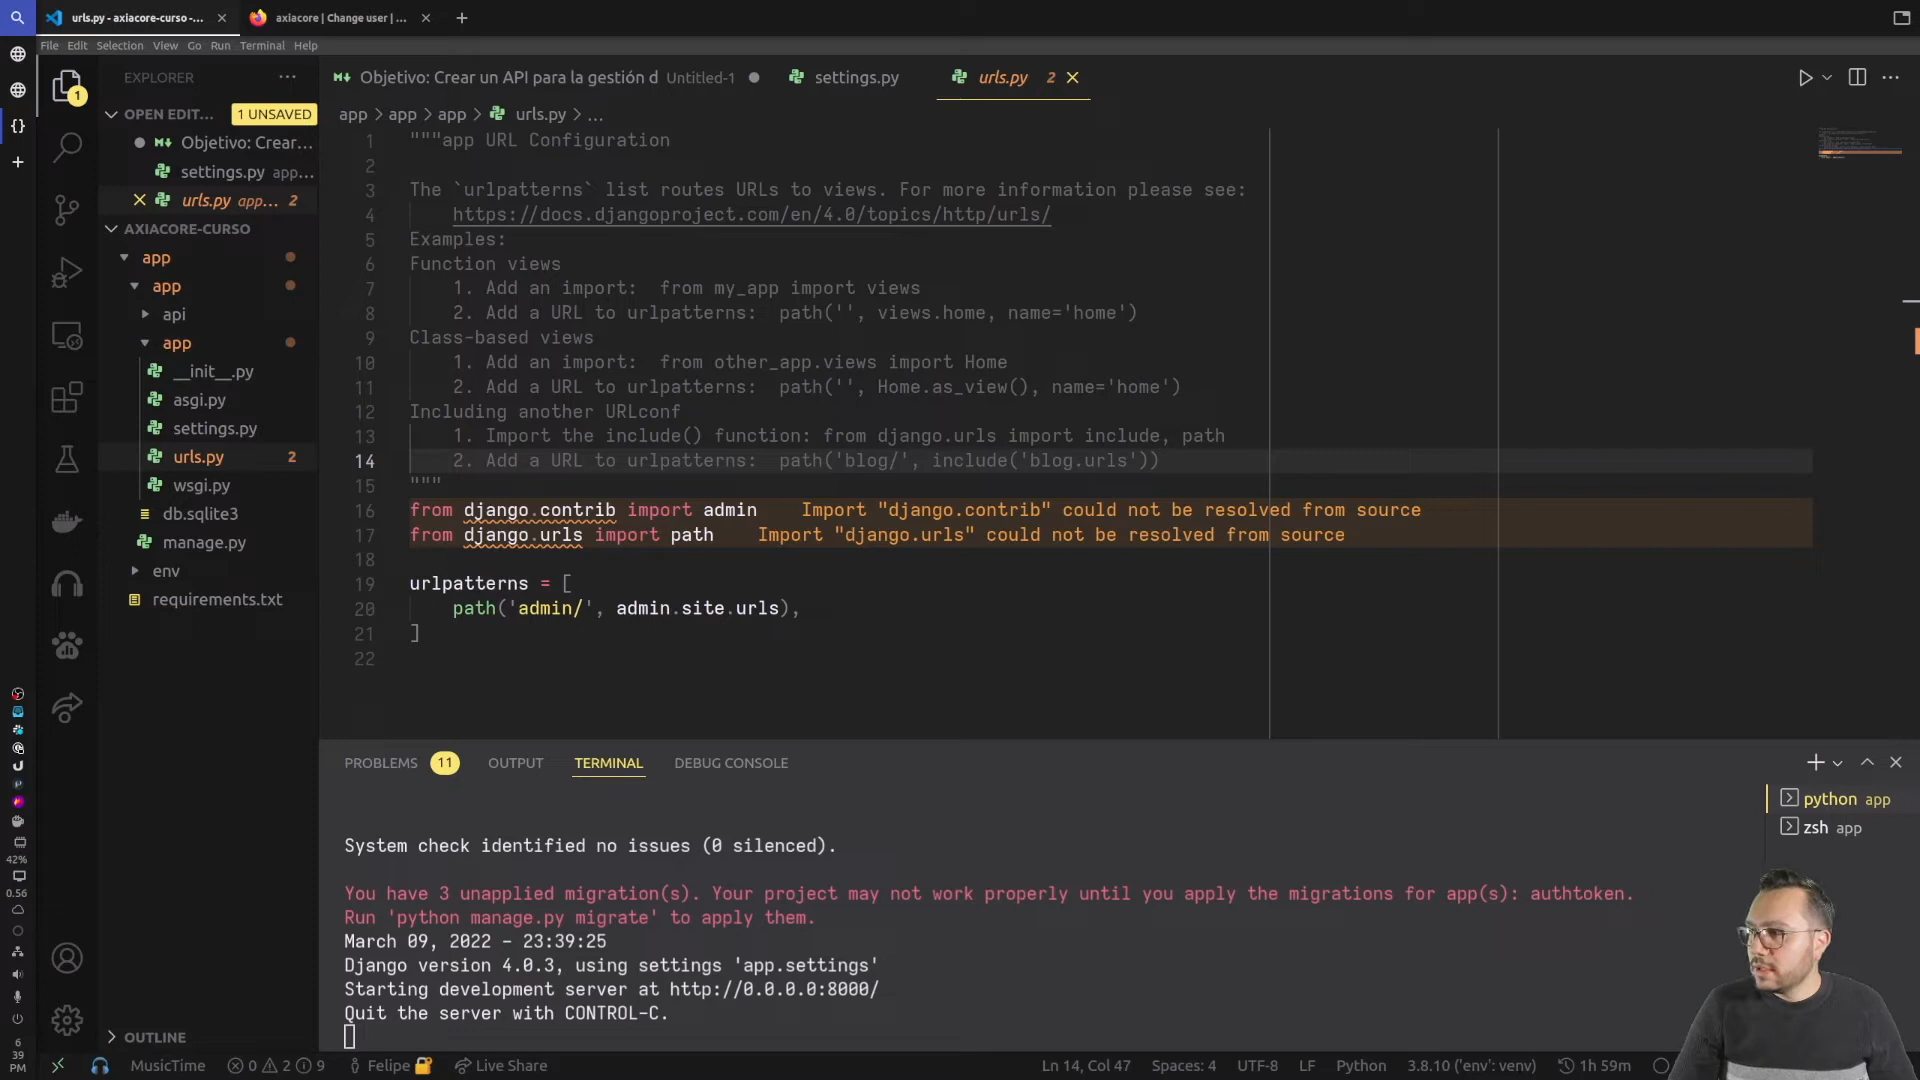 urls.py - axiacore-curso -...
axiacore | Change user | ...
File Edit Selection View Go Run Terminal Help
EXPLORER
Objetivo: Crear un API para la gestión d Untitled-1
settings.py
urls.py 2
OPEN EDIT... 1 UNSAVED
Objetivo: Crear...
settings.py app...
urls.py app... 2
AXIACORE-CURSO
app
app
api
app
__init__.py
asgi.py
settings.py
urls.py 2
wsgi.py
db.sqlite3
manage.py
env
requirements.txt
OUTLINE
1
app > app > app > urls.py > ...
1 """app URL Configuration
2
3 The `urlpatterns` list routes URLs to views. For more information please see:
4 https://docs.djangoproject.com/en/4.0/topics/http/urls/
5 Examples:
6 Function views
7 1. Add an import:  from my_app import views
8 2. Add a URL to urlpatterns:  path('', views.home, name='home')
9 Class-based views
10 1. Add an import:  from other_app.views import Home
11 2. Add a URL to urlpatterns:  path('', Home.as_view(), name='home')
12 Including another URLconf
13 1. Import the include() function: from django.urls import include, path
14 2. Add a URL to urlpatterns:  path('blog/', include('blog.urls'))
15 """
16 from django.contrib import admin Import "django.contrib" could not be resolved from source
17 from django.urls import path Import "django.urls" could not be resolved from source
18
19 urlpatterns = [
20 path('admin/', admin.site.urls),
21 ]
22
PROBLEMS 11 OUTPUT TERMINAL DEBUG CONSOLE
python app
zsh app
System check identified no issues (0 silenced).
You have 3 unapplied migration(s). Your project may not work properly until you apply the migrations for app(s): authtoken.
Run 'python manage.py migrate' to apply them.
March 09, 2022 - 23:39:25
Django version 4.0.3, using settings 'app.settings'
Starting development server at http://0.0.0.0:8000/
Quit the server with CONTROL-C.
42%
0.56
6
39
PM
MusicTime 0 2 9 Felipe Live Share Ln 14, Col 47 Spaces: 4 UTF-8 LF Python 3.8.10 ('env': venv) 1h 59m